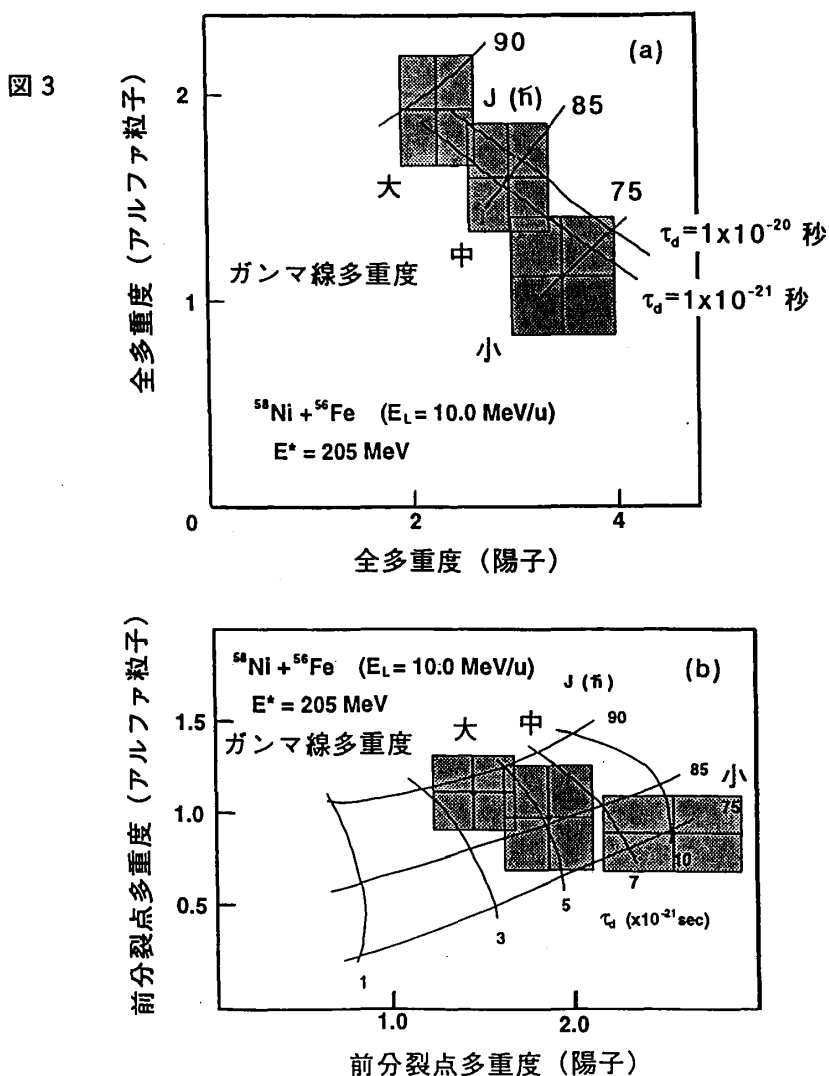 図3
(a)
90
J (ħ)
85
75
大
中
小
ガンマ線多重度
τd=1x10⁻²⁰ 秒
τd=1x10⁻²¹ 秒
⁵⁸Ni+⁵⁶Fe (EL= 10.0 MeV/u)
E* = 205 MeV
全多重度 (アルファ粒子)
2
1
0
2
4
全多重度 (陽子)
⁵⁸Ni+⁵⁶Fe (EL= 10:0 MeV/u)
(b)
E* = 205 MeV
J (ħ)
ガンマ線多重度
大
中
小
90
85
75
1
3
5
7
10
τd (x10⁻²¹sec)
前分裂点多重度 (アルファ粒子)
1.5
1.0
0.5
1.0
2.0
前分裂点多重度 (陽子)